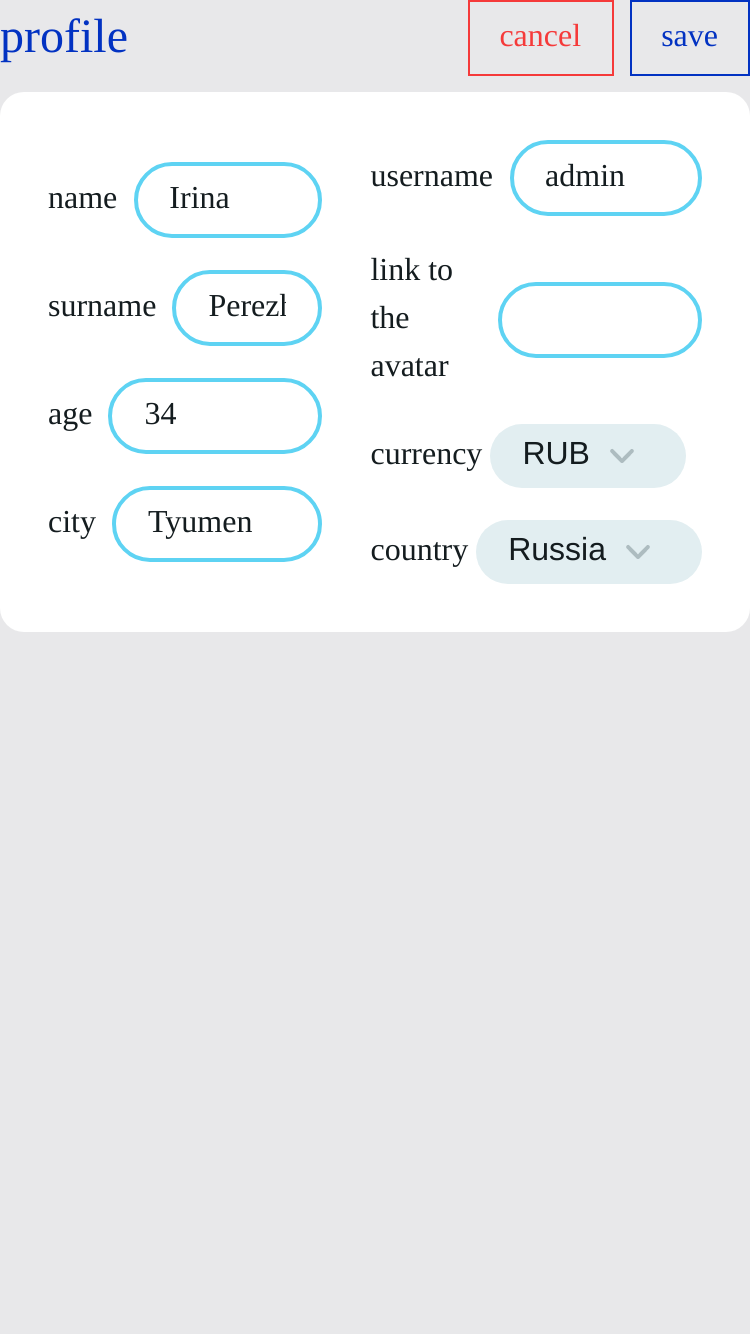 profile
cancel
save
name
Irina
surname
age
34
city
Tyumen
username
admin
link to
the
avatar
currency
RUB
country
Russia